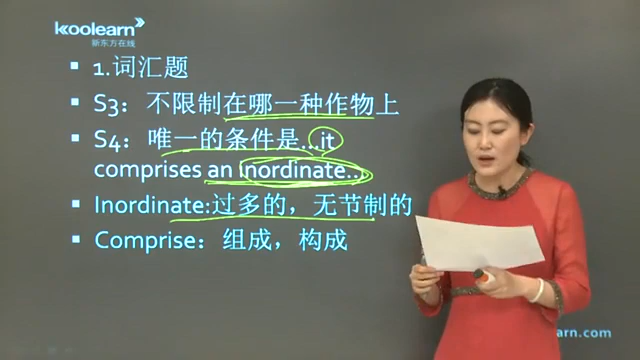 koolearn
新东方在线
1.词汇题
S3：不限制在哪一种作物上
S4：唯一的条件是...it
comprises an inordinate...
Inordinate:过多的，无节制的
Comprise：组成，构成
arn.com